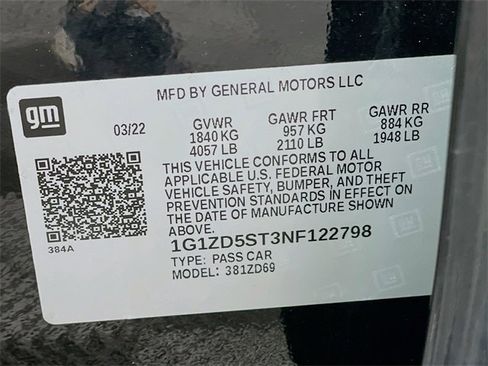 gm
MFD BY GENERAL MOTORS LLC
03/22
GVWR
1840 KG
4057 LB
GAWR FRT
957 KG
2110 LB
GAWR RR
884 KG
1948 LB
THIS VEHICLE CONFORMS TO ALL
APPLICABLE U.S. FEDERAL MOTOR
VEHICLE SAFETY, BUMPER, AND THEFT
PREVENTION STANDARDS IN EFFECT ON
THE DATE OF MANUFACTURE SHOWN
ABOVE.
384A
1G1ZD5ST3NF122798
TYPE: PASS CAR
MODEL: 381ZD69